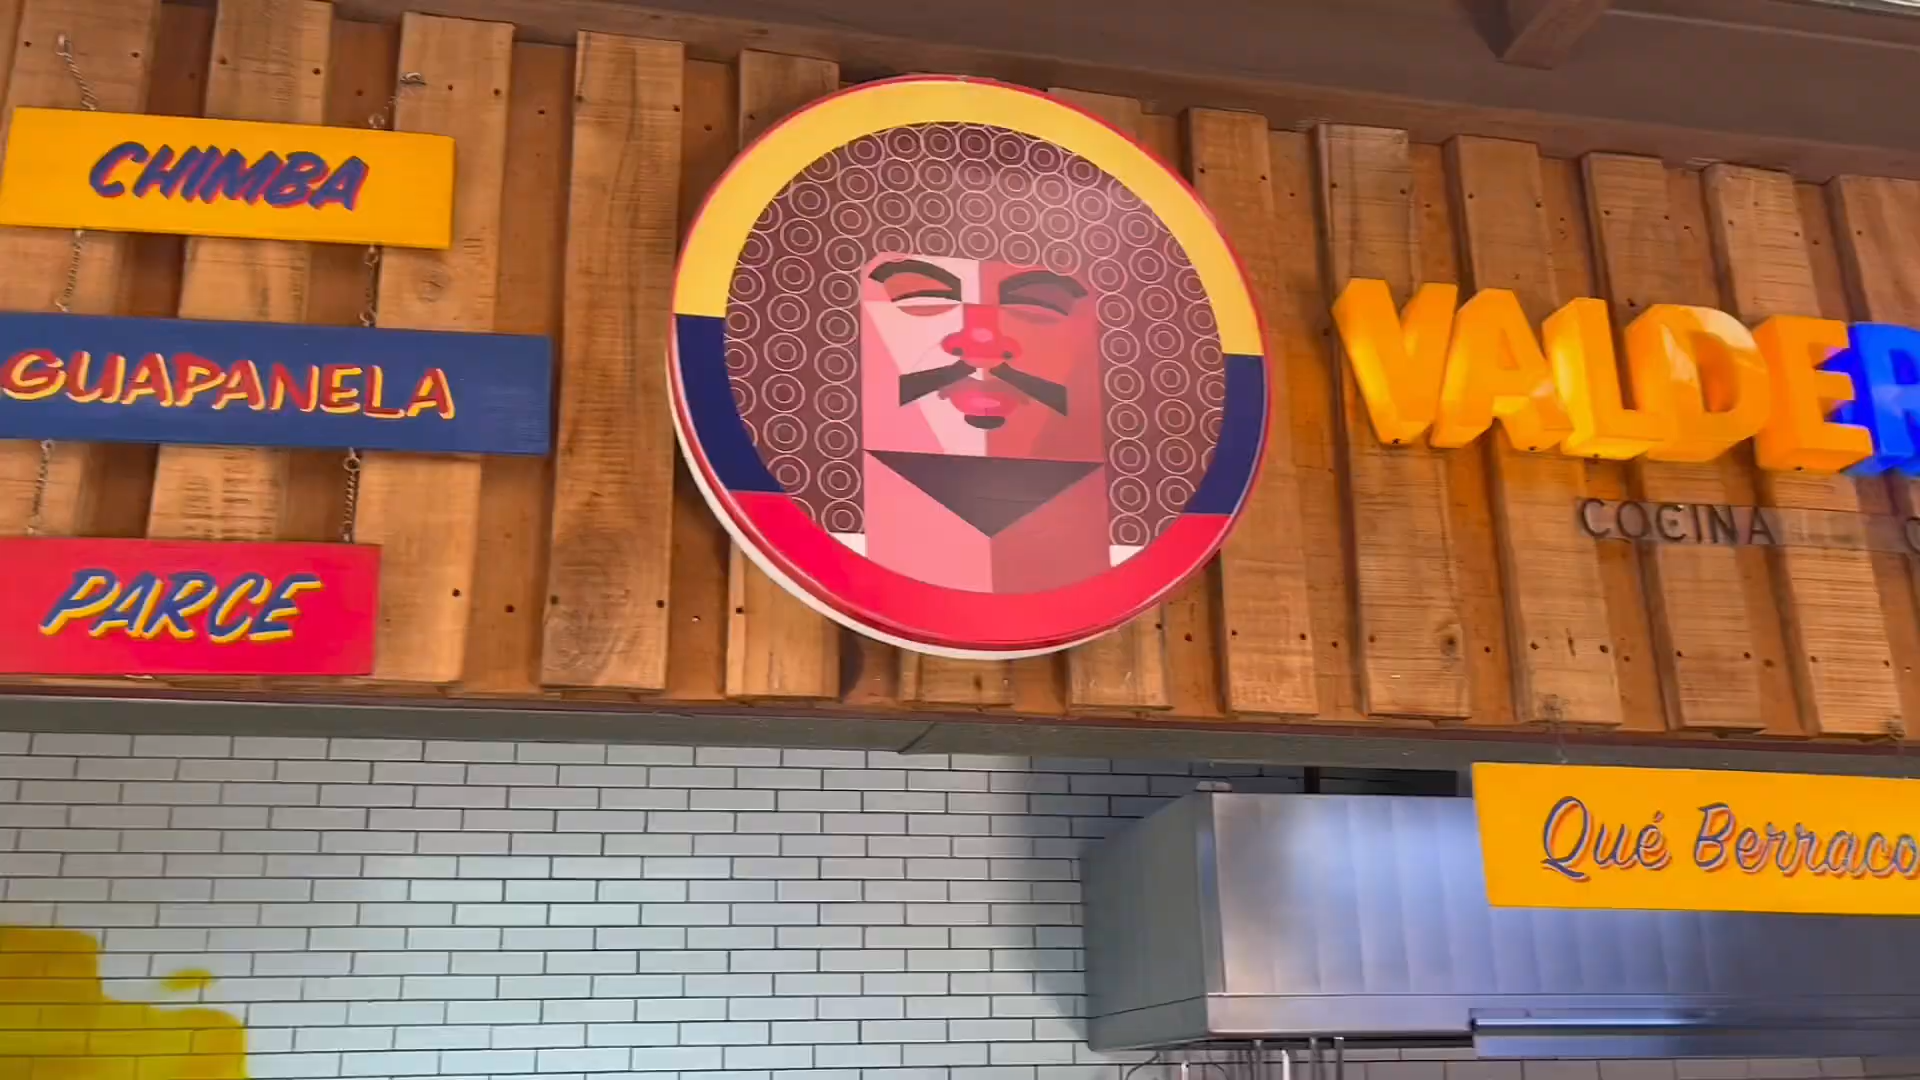 CHIMBA
GUAPANELA
PARCE
VALDER
COCINA
Qué Berraco